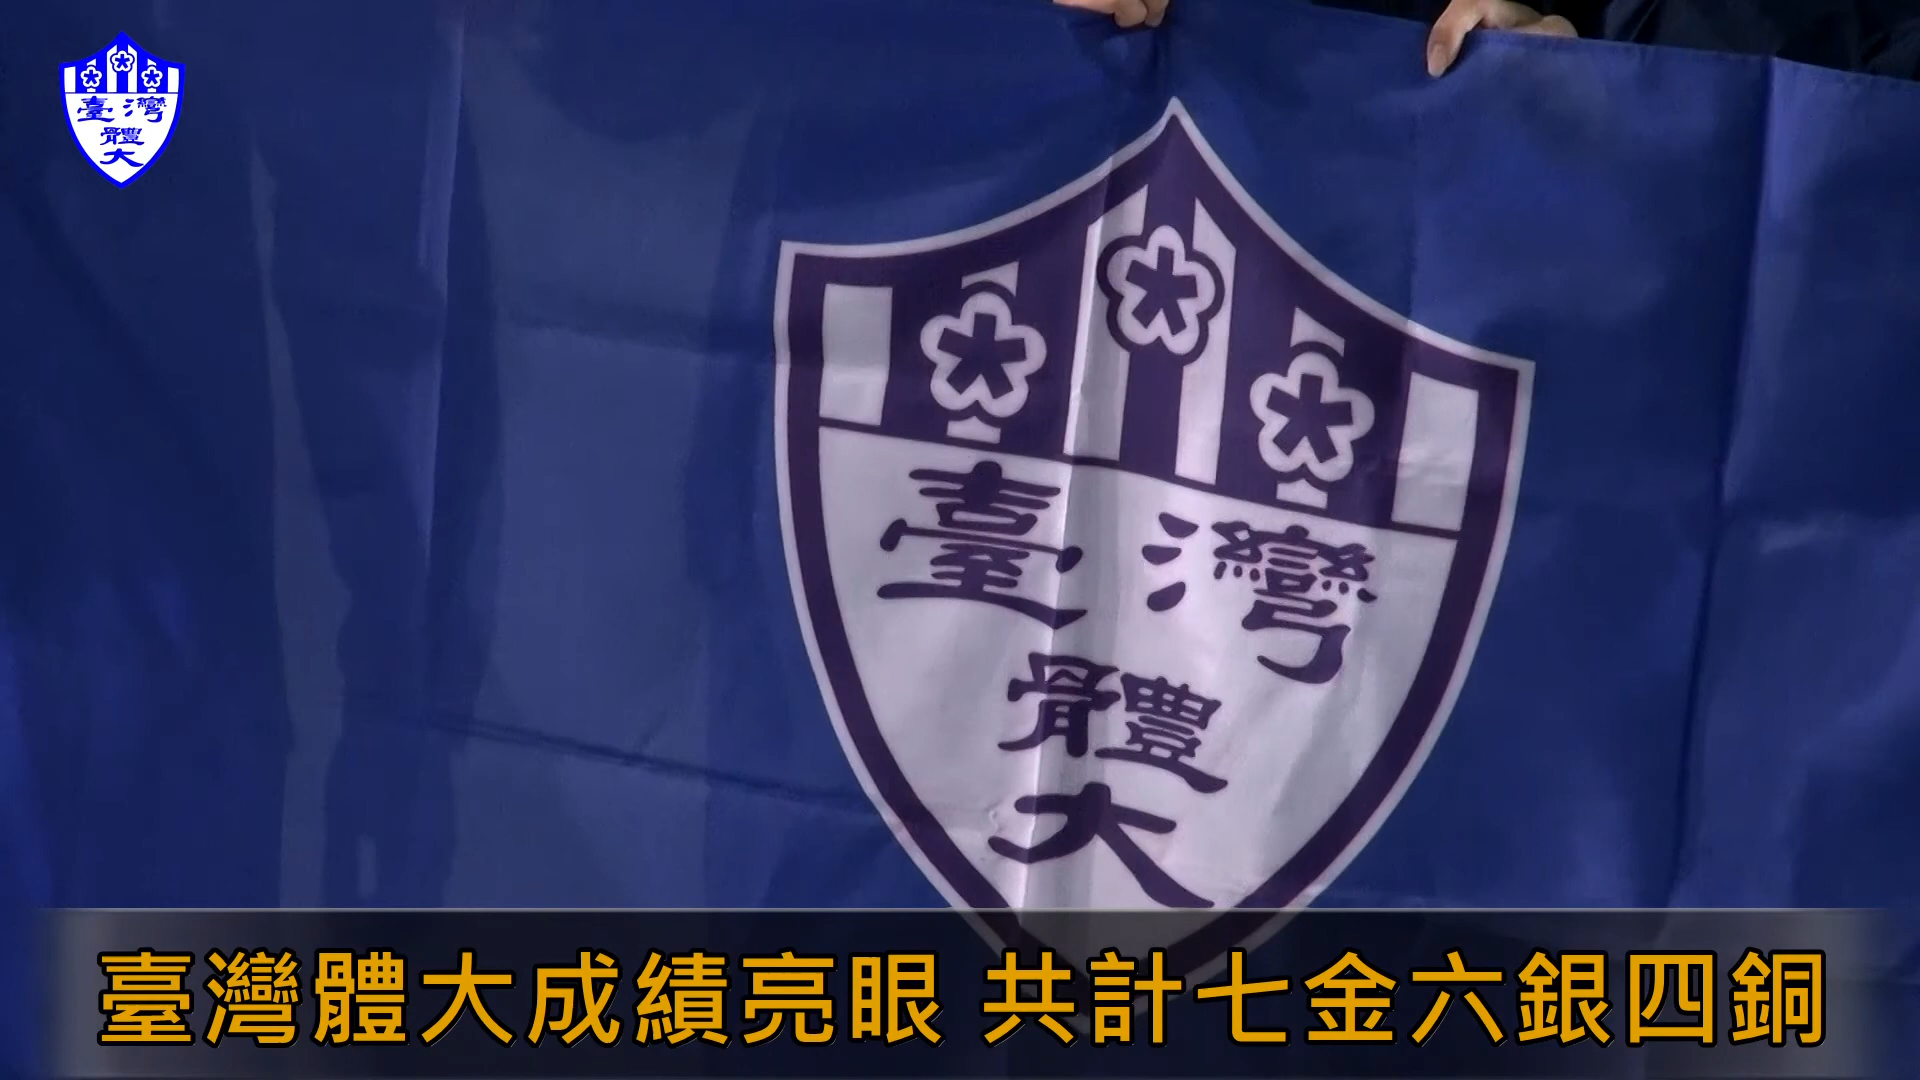 臺灣
體
大
臺灣
體
大
臺灣體大成績亮眼 共計七金六銀四銅